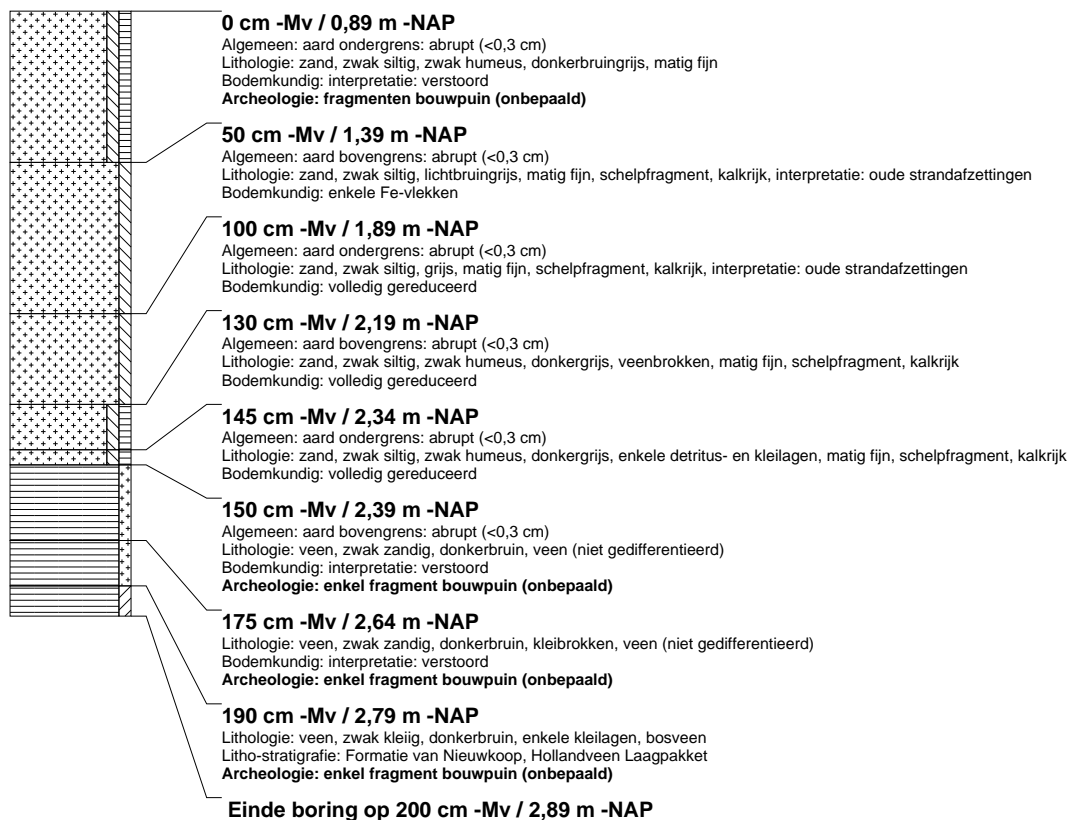 0 cm -Mv / 0,89 m -NAP
Algemeen: aard ondergrens: abrupt (<0,3 cm)
Lithologie: zand, zwak siltig, zwak humeus, donkerbruingrijs, matig fijn
Bodemkundig: interpretatie: verstoord
Archeologie: fragmenten bouwpuin (onbepaald)
50 cm -Mv / 1,39 m -NAP
Algemeen: aard bovengrens: abrupt (<0,3 cm)
Lithologie: zand, zwak siltig, lichtbruingrijs, matig fijn, schelpfragment, kalkrijk, interpretatie: oude strandafzettingen
Bodemkundig: enkele Fe-vlekken
100 cm -Mv / 1,89 m -NAP
Algemeen: aard ondergrens: abrupt (<0,3 cm)
Lithologie: zand, zwak siltig, grijs, matig fijn, schelpfragment, kalkrijk, interpretatie: oude strandafzettingen
Bodemkundig: volledig gereduceerd
130 cm -Mv / 2,19 m -NAP
Algemeen: aard bovengrens: abrupt (<0,3 cm)
Lithologie: zand, zwak siltig, zwak humeus, donkergrijs, veenbrokken, matig fijn, schelpfragment, kalkrijk
Bodemkundig: volledig gereduceerd
145 cm -Mv / 2,34 m -NAP
Algemeen: aard ondergrens: abrupt (<0,3 cm)
Lithologie: zand, zwak siltig, zwak humeus, donkergrijs, enkele detritus- en kleilagen, matig fijn, schelpfragment, kalkrijk
Bodemkundig: volledig gereduceerd
150 cm -Mv / 2,39 m -NAP
Algemeen: aard bovengrens: abrupt (<0,3 cm)
Lithologie: veen, zwak zandig, donkerbruin, veen (niet gedifferentieerd)
Bodemkundig: interpretatie: verstoord
Archeologie: enkel fragment bouwpuin (onbepaald)
175 cm -Mv / 2,64 m -NAP
Lithologie: veen, zwak zandig, donkerbruin, kleibrokken, veen (niet gedifferentieerd)
Bodemkundig: interpretatie: verstoord
Archeologie: enkel fragment bouwpuin (onbepaald)
190 cm -Mv / 2,79 m -NAP
Lithologie: veen, zwak kleiig, donkerbruin, enkele kleilagen, bosveen
Litho-stratigrafie: Formatie van Nieuwkoop, Hollandveen Laagpakket
Archeologie: enkel fragment bouwpuin (onbepaald)
Einde boring op 200 cm -Mv / 2,89 m -NAP